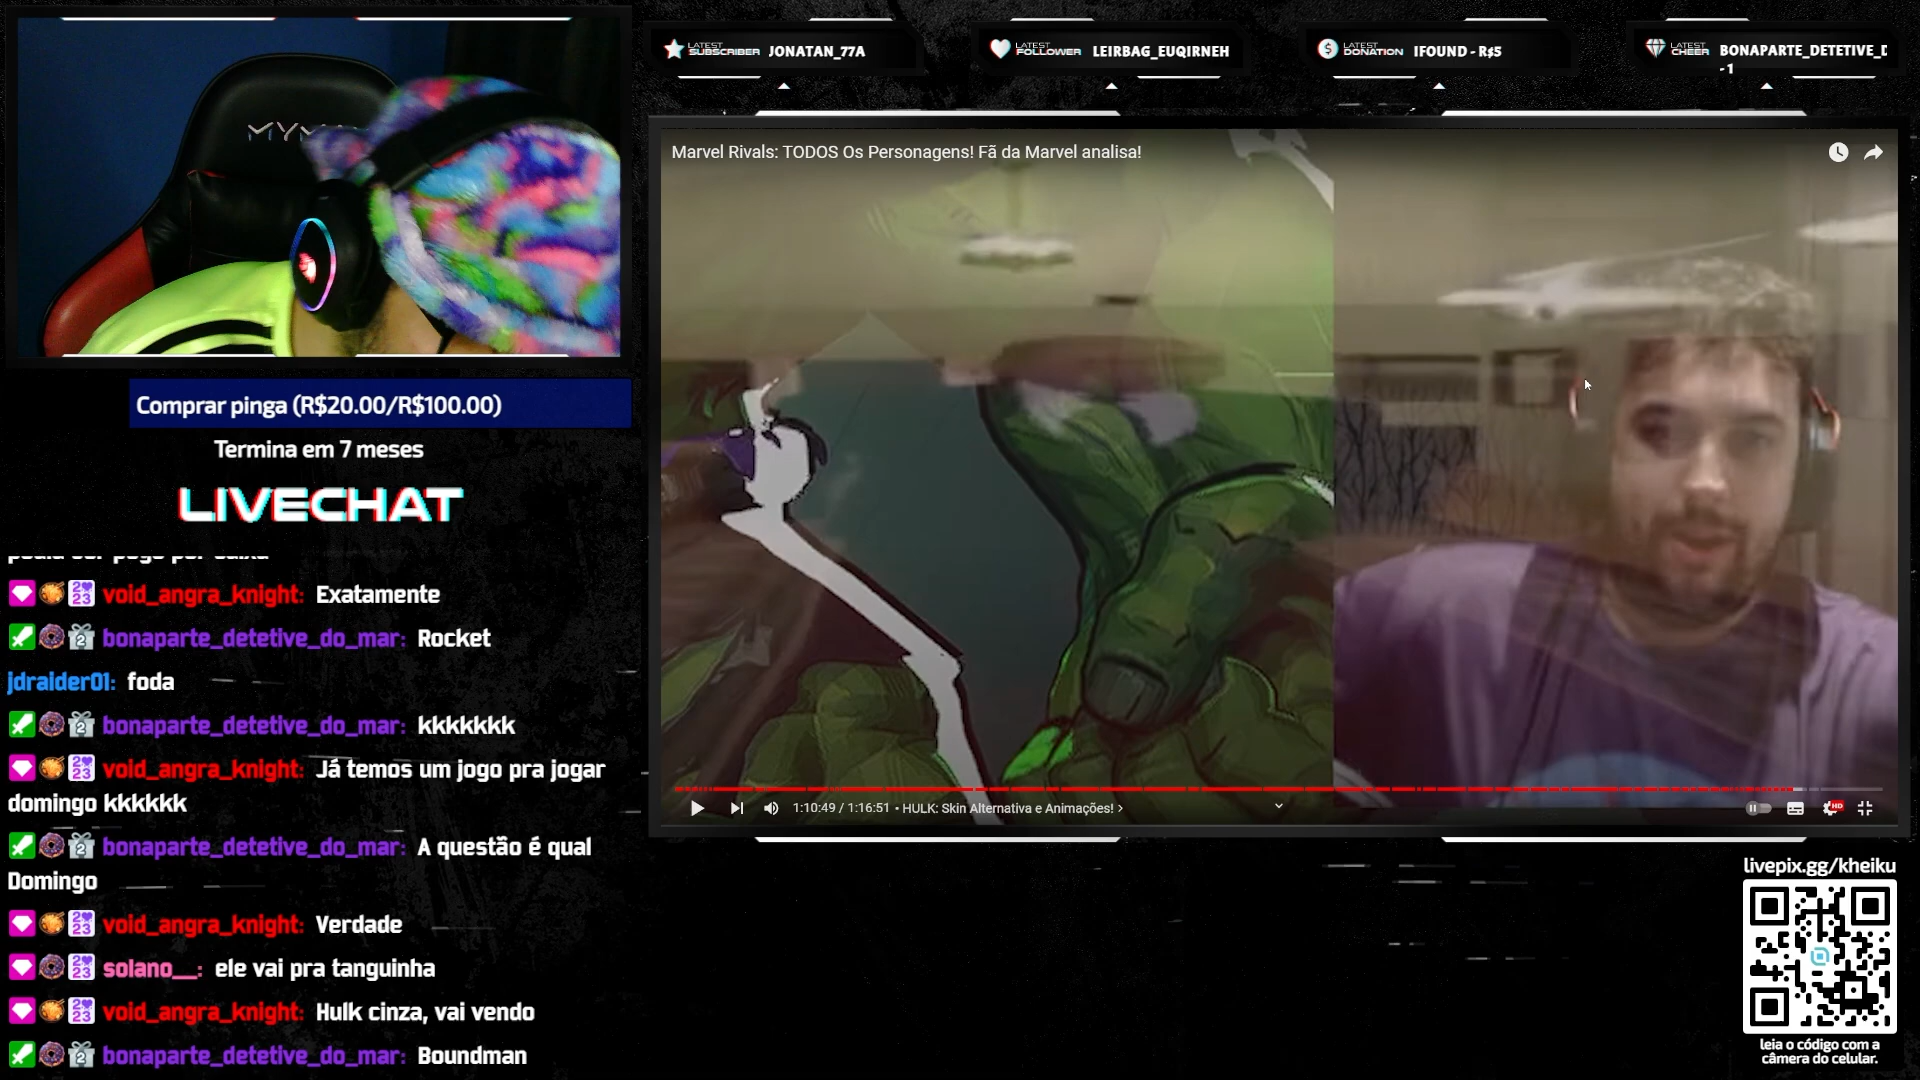 LATEST SUBSCRIBER JONATAN_77A
LATEST FOLLOWER LEIRBAG_EUQIRNEH
LATEST DONATION IFOUND - R$5
LATEST CHEER BONAPARTE_DETETIVE_D
-1
MYM
Marvel Rivals: TODOS Os Personagens! Fã da Marvel analisa!
Comprar pinga (R$20.00/R$100.00)
Termina em 7 meses
LIVECHAT
void_angra_knight: Exatamente
bonaparte_detetive_do_mar: Rocket
jdraider01: foda
bonaparte_detetive_do_mar: kkkkkkk
void_angra_knight: Já temos um jogo pra jogar
domingo kkkkkk
bonaparte_detetive_do_mar: A questão é qual
Domingo
void_angra_knight: Verdade
solano__: ele vai pra tanguinha
void_angra_knight: Hulk cinza, vai vendo
bonaparte_detetive_do_mar: Boundman
1:10:49 / 1:16:51 • HULK: Skin Alternativa e Animações!
HD
livepix.gg/kheiku
leia o código com a
câmera do celular.